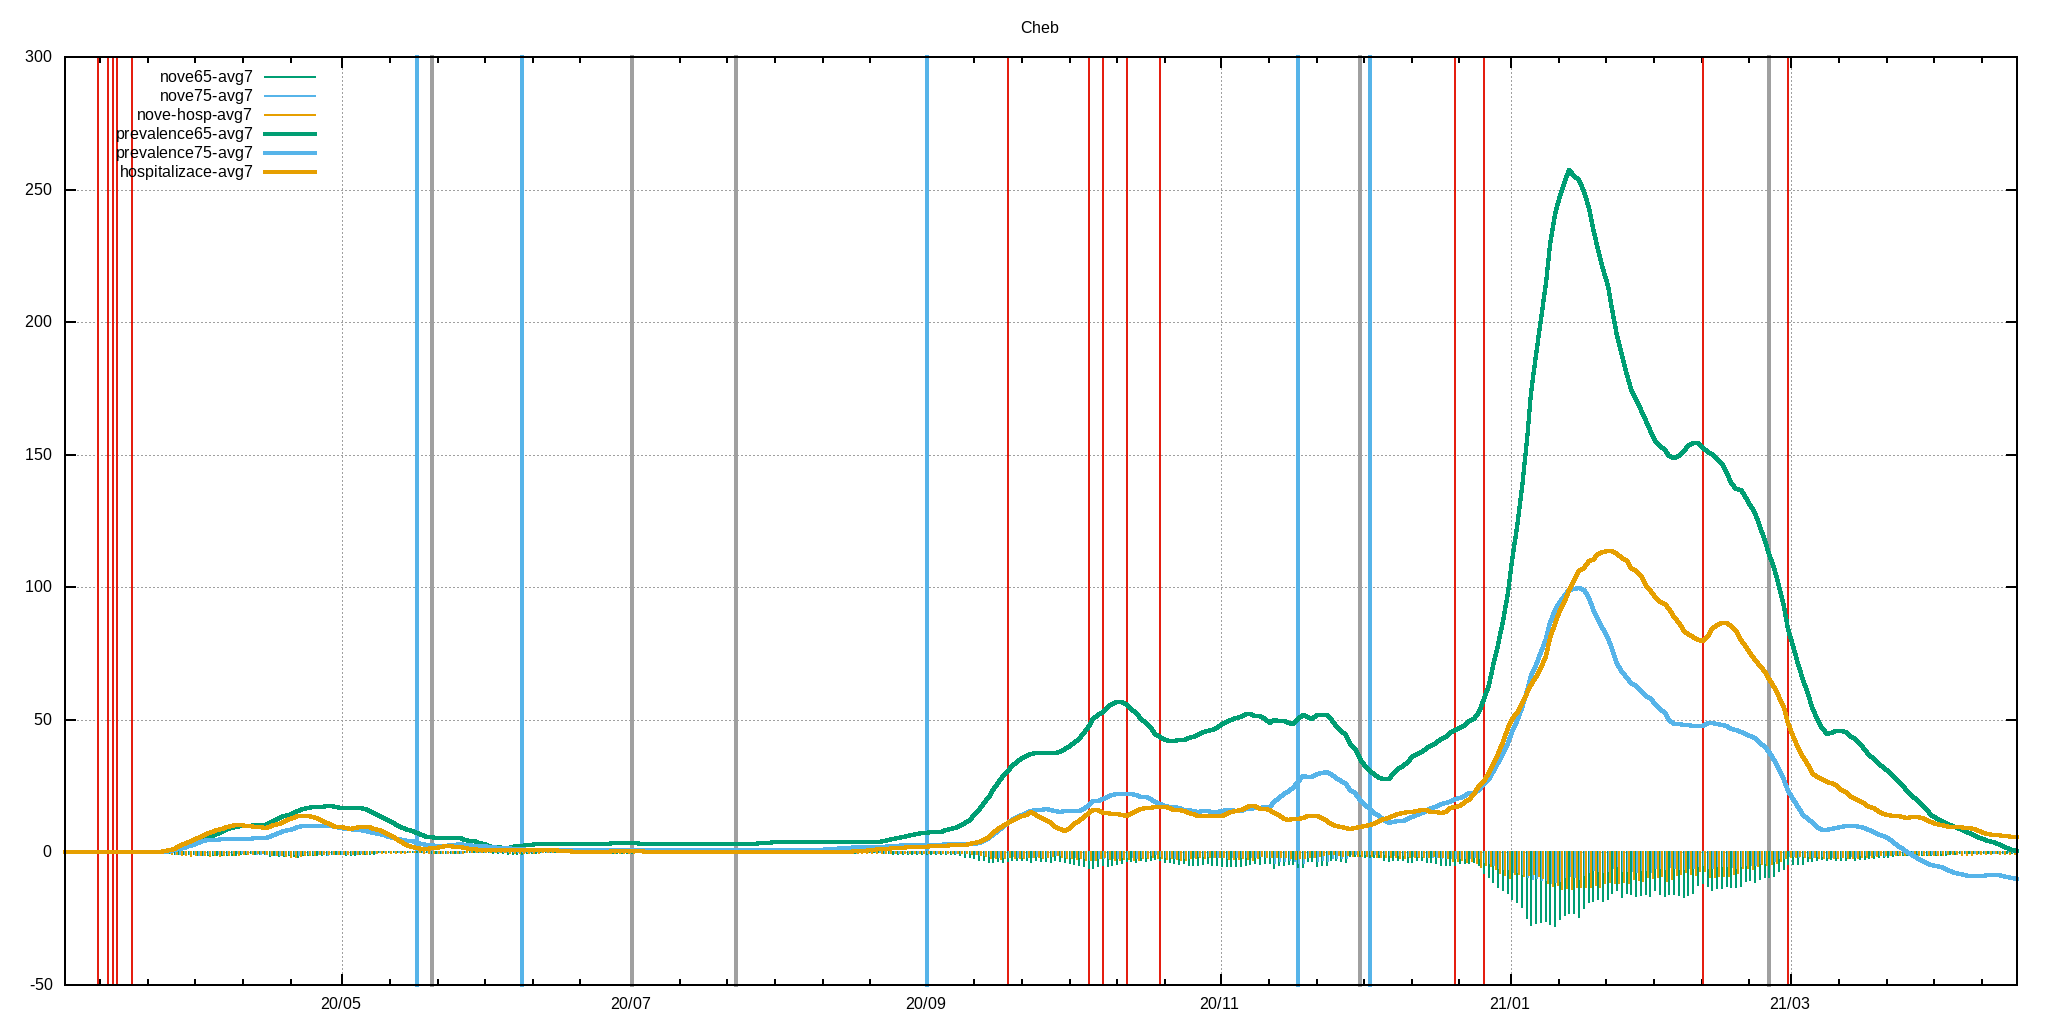 Cheb
300
250
200
150
100
50
0
-50
nove65-avg7
nove75-avg7
nove-hosp-avg7
prevalence65-avg7
prevalence75-avg7
hospitalizace-avg7
20/05 20/07 20/09 20/11 21/01 21/03